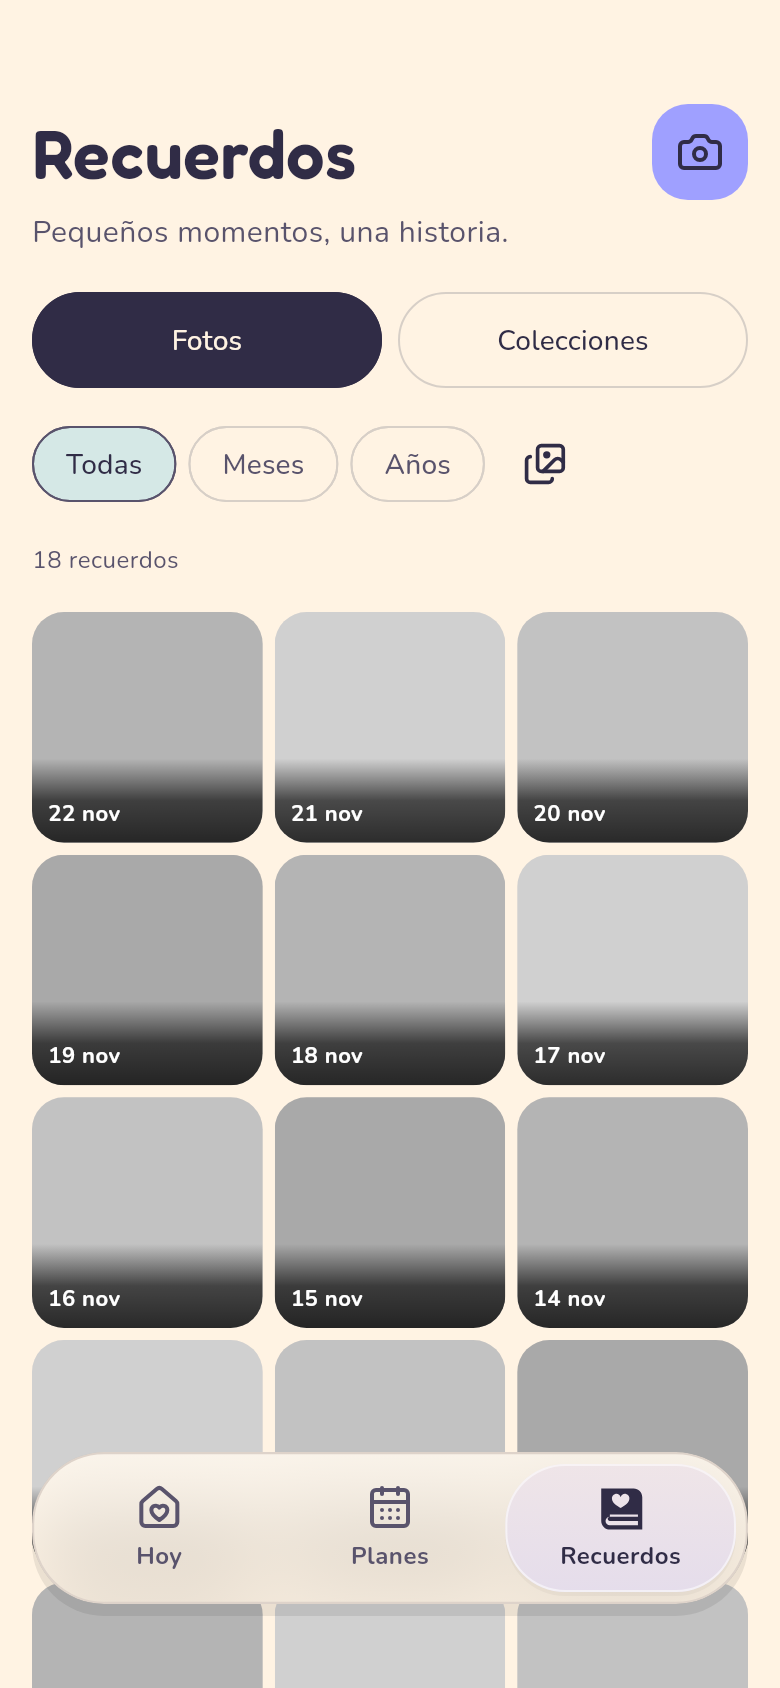 Recuerdos
Pequeños momentos, una historia.
Fotos
Colecciones
Todas
Meses
Años
18 recuerdos
22 nov
21 nov
20 nov
19 nov
18 nov
17 nov
16 nov
15 nov
14 nov
Hoy
Planes
Recuerdos